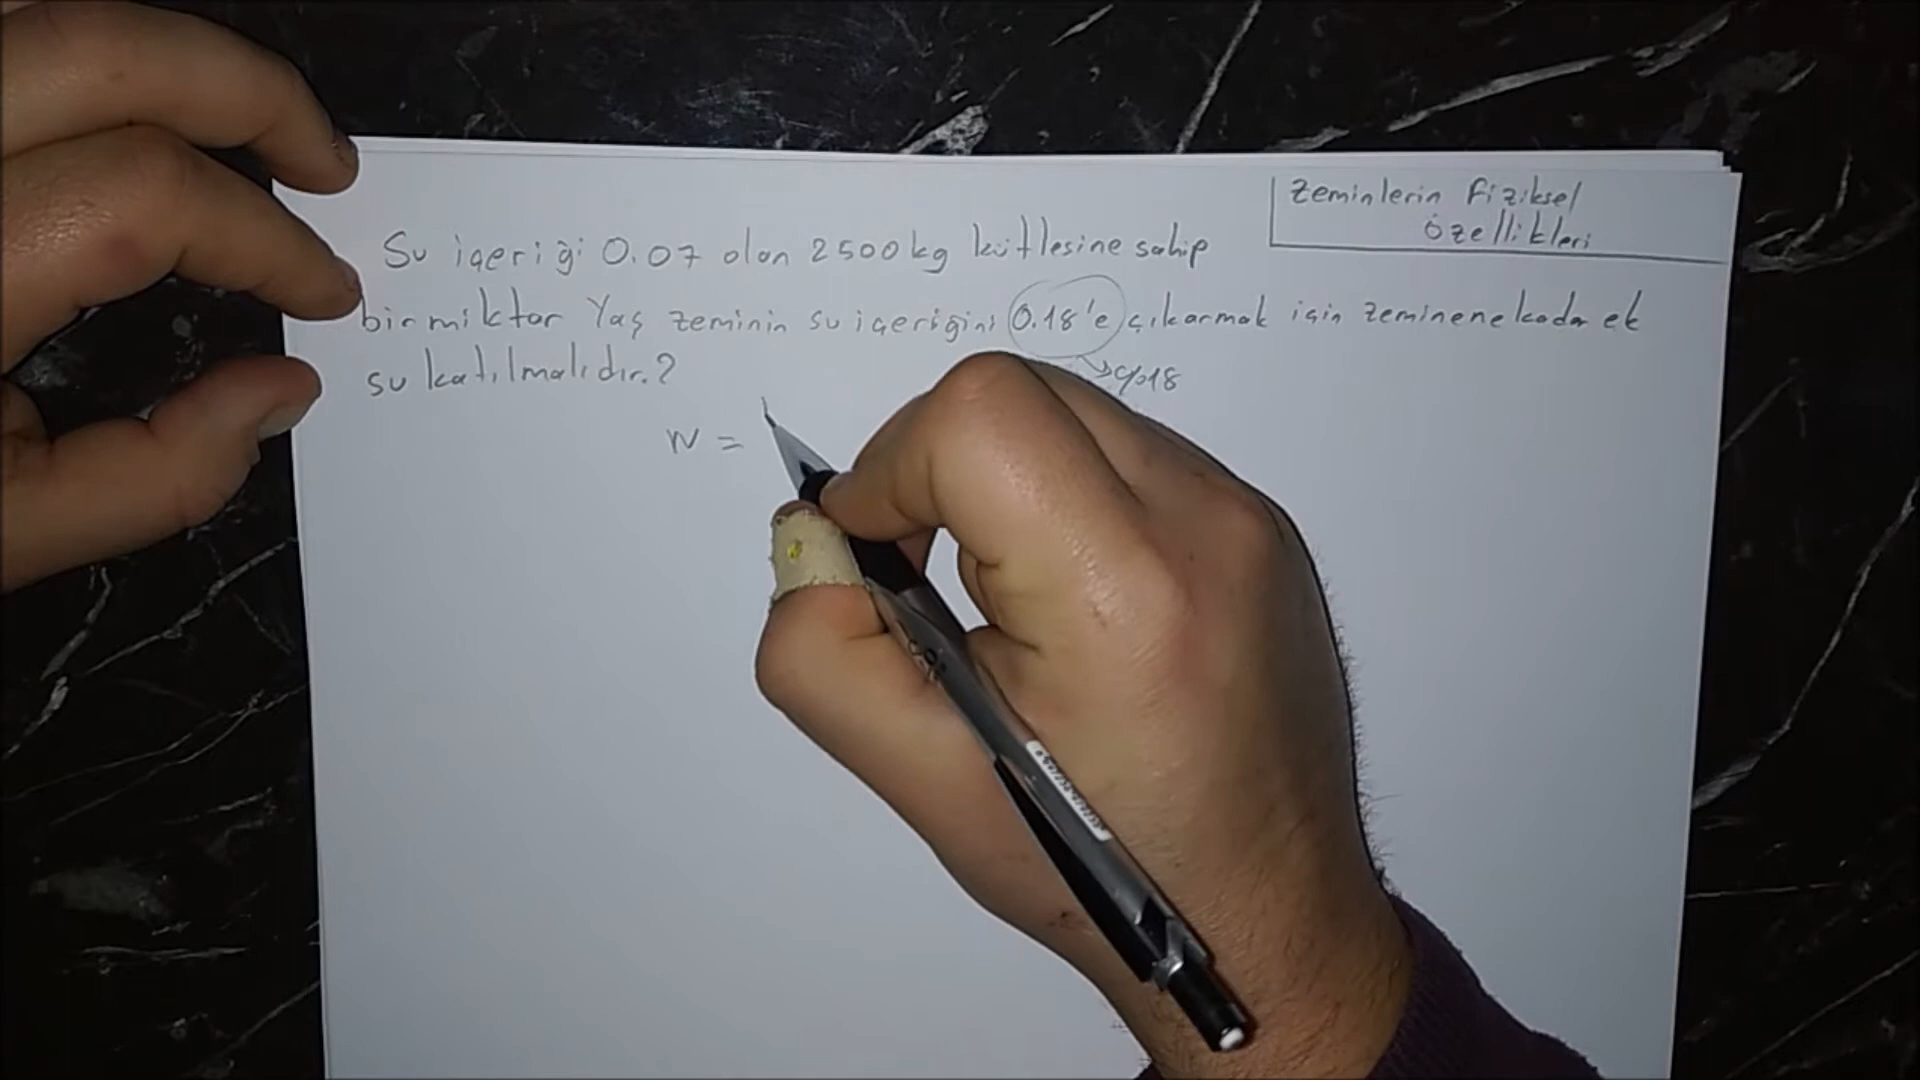 Zeminlerin Fiziksel
Özellikleri
Su içeriği 0.07 olan 2500kg kütlesine sahip
bir miktar Yaş zeminin su içeriğini 0.18'e çıkarmak için zemine ne kadar ek
su katılmalıdır.?
%18
W =